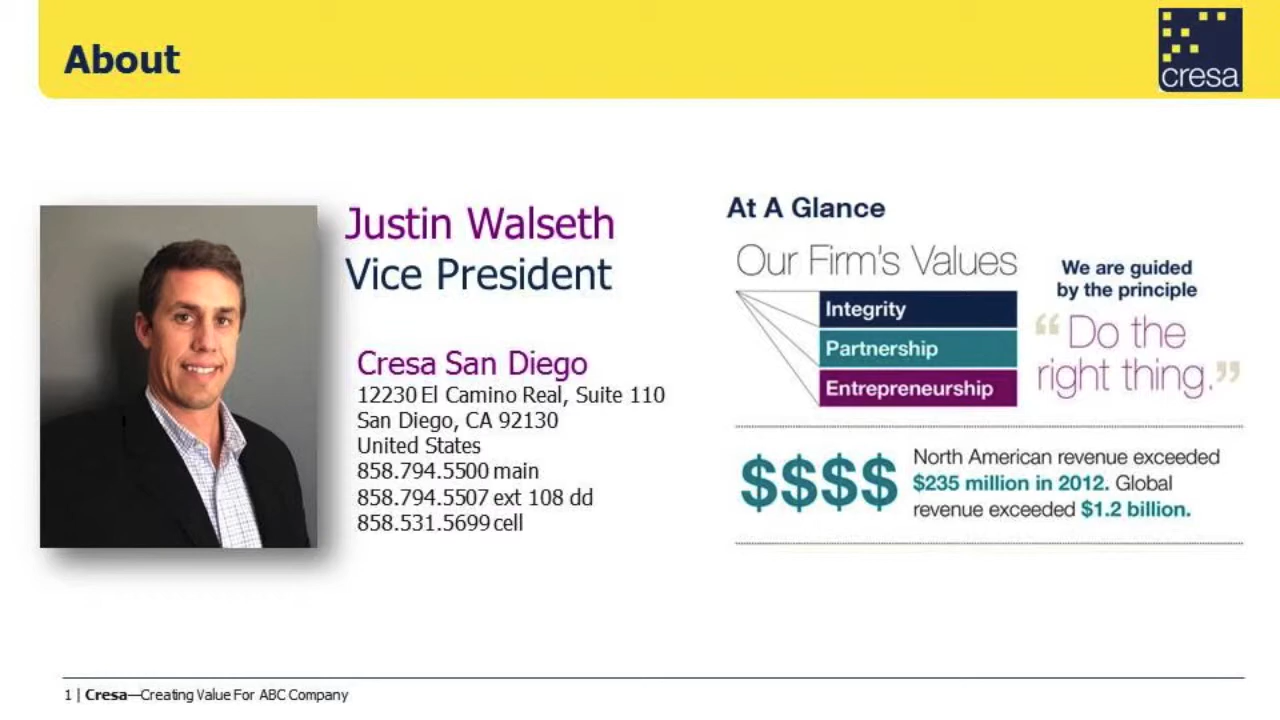 About
cresa
Justin Walseth
Vice President
Cresa San Diego
12230 El Camino Real, Suite 110
San Diego, CA 92130
United States
858.794.5500 main
858.794.5507 ext 108 dd
858.531.5699 cell
At A Glance
Our Firm's Values
Integrity
Partnership
Entrepreneurship
We are guided
by the principle
“Do the
right thing.”
$$$$
North American revenue exceeded
$235 million in 2012. Global
revenue exceeded $1.2 billion.
1 | Cresa—Creating Value For ABC Company